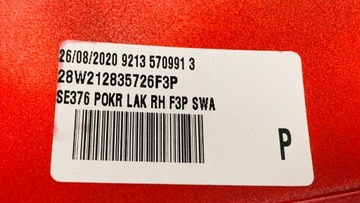 26/08/2020 9213 570991 3
28W212835726F3P
SE376 POKR LAK RH F3P SWA
P